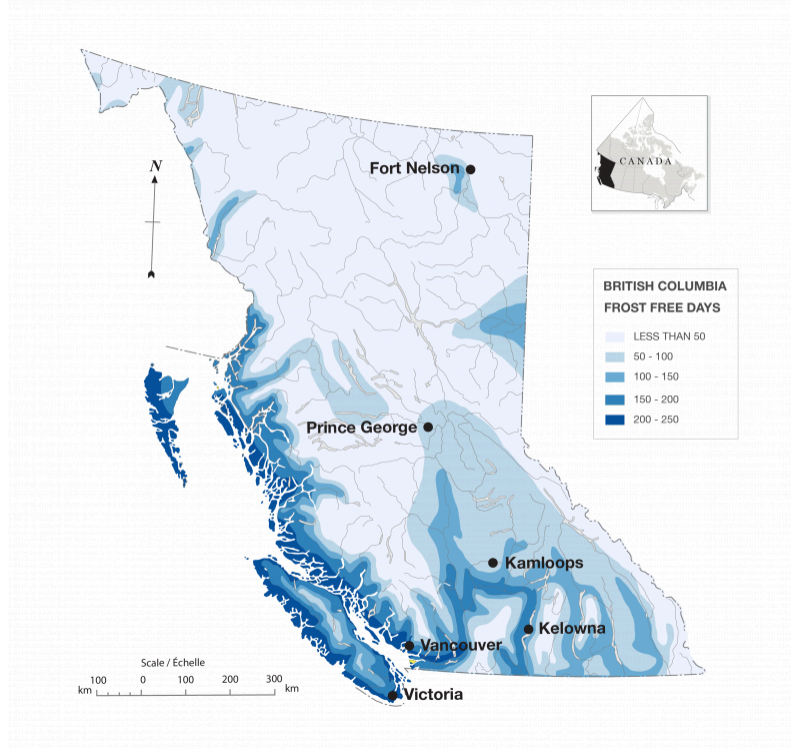 N
Fort Nelson
CANADA
BRITISH COLUMBIA
FROST FREE DAYS
LESS THAN 50
50 - 100
100 - 150
150 - 200
200 - 250
Prince George
Kamloops
Kelowna
Vancouver
Victoria
Scale / Échelle
100 0 100 200 300
km km